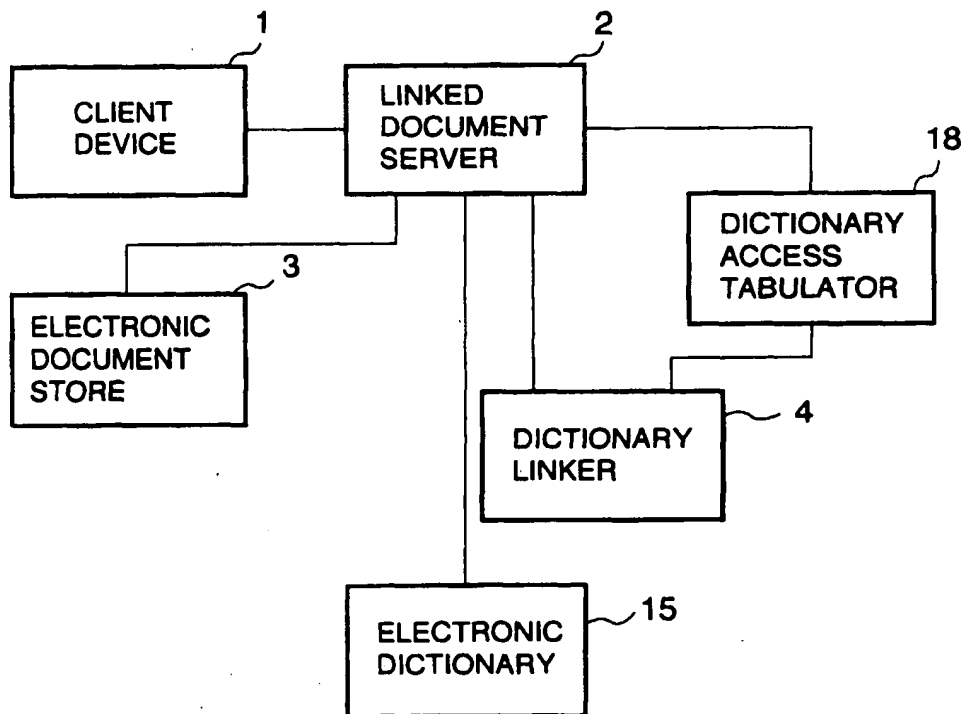 1
CLIENT
DEVICE
2
LINKED
DOCUMENT
SERVER
18
DICTIONARY
ACCESS
TABULATOR
3
ELECTRONIC
DOCUMENT
STORE
4
DICTIONARY
LINKER
15
ELECTRONIC
DICTIONARY